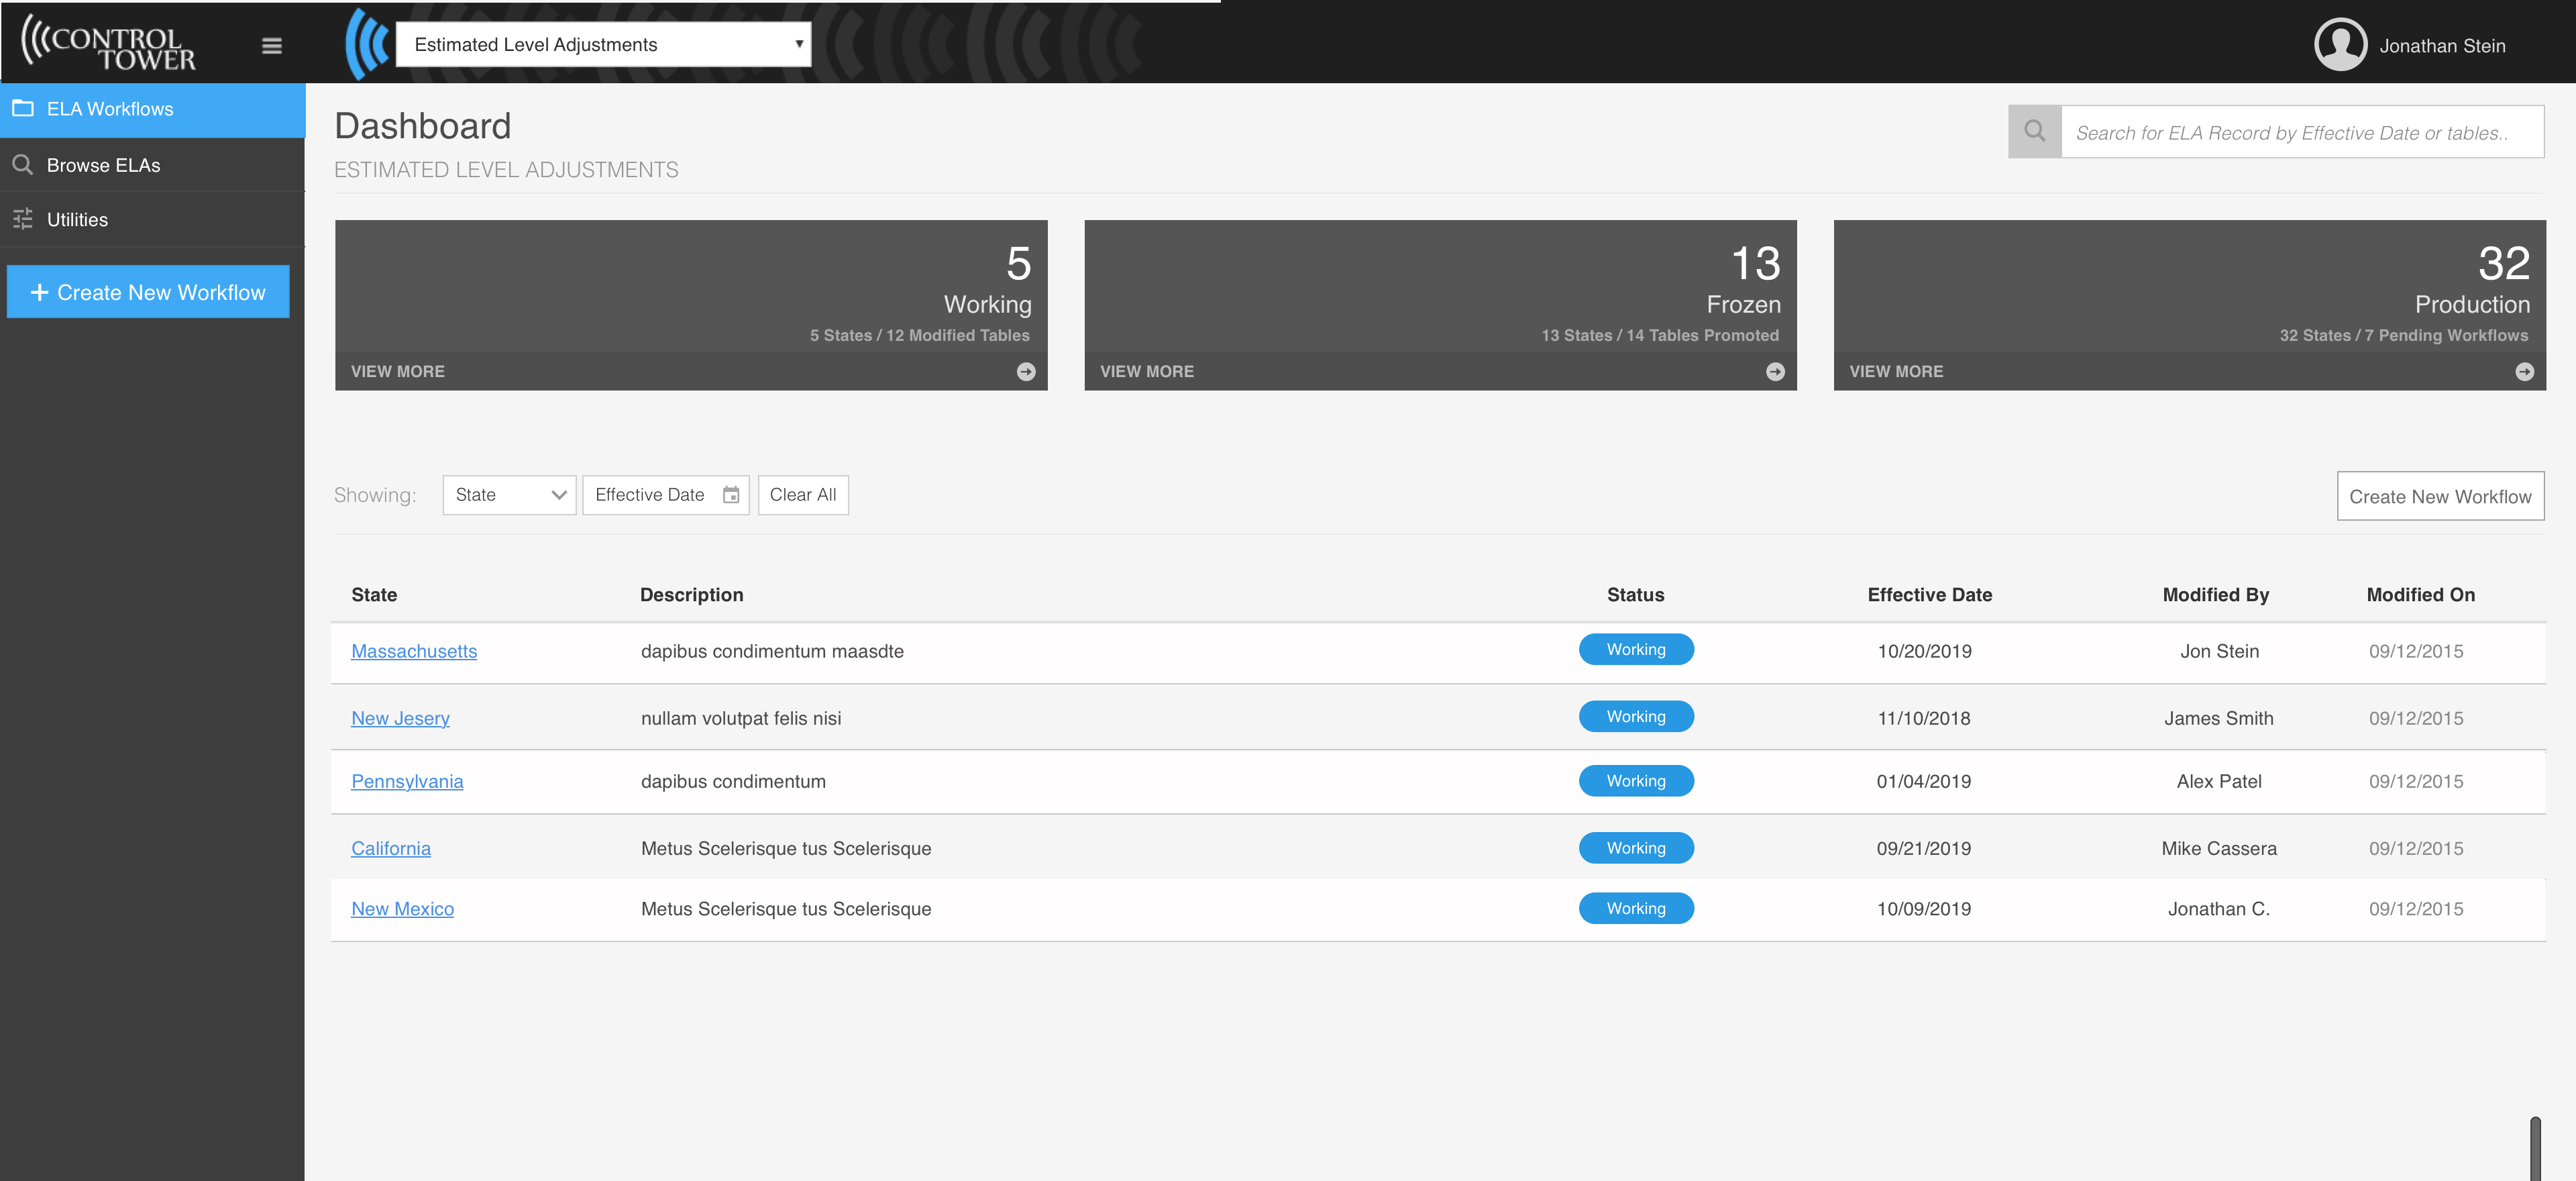 CONTROL
TOWER
Estimated Level Adjustments
Jonathan Stein
ELA Workflows
Browse ELAs
Utilities
+ Create New Workflow
Dashboard
ESTIMATED LEVEL ADJUSTMENTS
Search for ELA Record by Effective Date or tables..
5
Working
5 States / 12 Modified Tables
VIEW MORE
13
Frozen
13 States / 14 Tables Promoted
VIEW MORE
32
Production
32 States / 7 Pending Workflows
VIEW MORE
Showing: State Effective Date Clear All Create New Workflow
State Description Status Effective Date Modified By Modified On
Massachusetts dapibus condimentum maasdte Working 10/20/2019 Jon Stein 09/12/2015
New Jesery nullam volutpat felis nisi Working 11/10/2018 James Smith 09/12/2015
Pennsylvania dapibus condimentum Working 01/04/2019 Alex Patel 09/12/2015
California Metus Scelerisque tus Scelerisque Working 09/21/2019 Mike Cassera 09/12/2015
New Mexico Metus Scelerisque tus Scelerisque Working 10/09/2019 Jonathan C. 09/12/2015